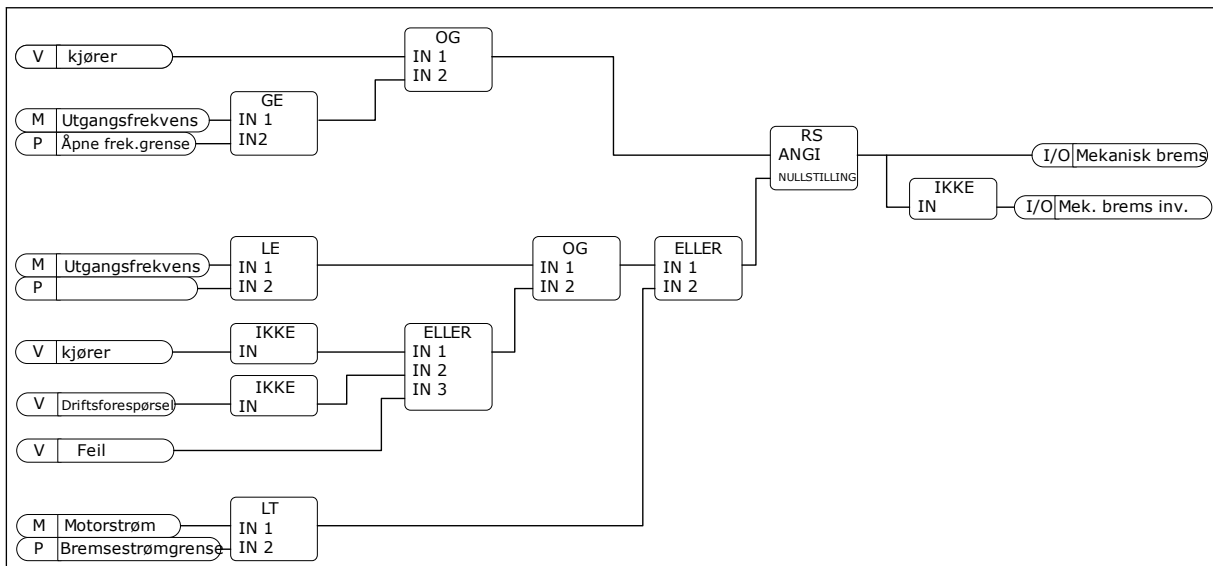 OG
V kjører
IN 1
IN 2
GE
M Utgangsfrekvens
IN 1
P Åpne frek.grense
IN2
RS
ANGI
NULLSTILLING
I/O Mekanisk brems
IKKE
IN
I/O Mek. brems inv.
LE
M Utgangsfrekvens
IN 1
P
IN 2
OG
IN 1
IN 2
ELLER
IN 1
IN 2
IKKE
V kjører
IN
ELLER
IN 1
IN 2
IN 3
IKKE
V Driftsforespørsel
IN
V Feil
LT
M Motorstrøm
IN 1
P Bremsestrømgrense
IN 2